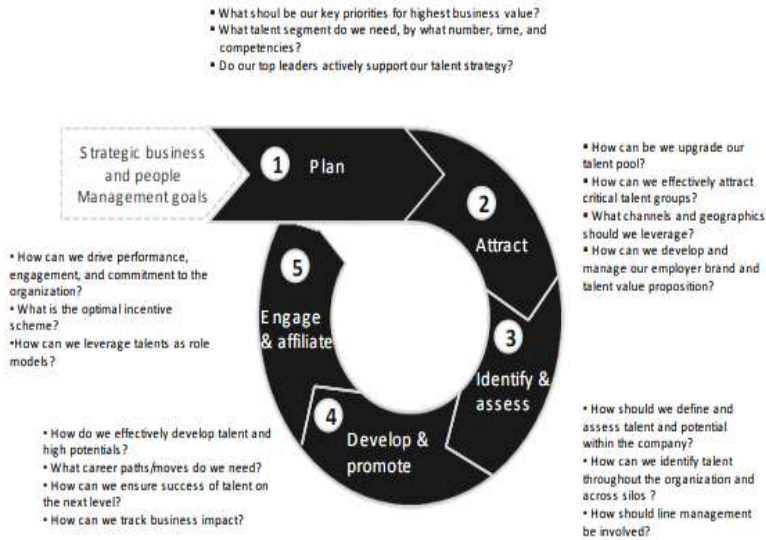 ▪ What shoul be our key priorities for highest business value?
▪ What talent segment do we need, by what number, time, and
competencies?
▪ Do our top leaders actively support our talent strategy?
Strategic business
and people
Management goals
1 Plan
▪ How can be we upgrade our
talent pool?
▪ How can we effectively attract
critical talent groups?
▪ What channels and geographics
should we leverage?
▪ How can we develop and
manage our employer brand and
talent value proposition?
2
Attract
3
Identify &
assess
• How should we define and
assess talent and potential
within the company?
• How can we identify talent
throughout the organization and
across silos ?
• How should line management
be involved?
4
Develop &
promote
• How do we effectively develop talent and
high potentials?
• What career paths/moves do we need?
• How can we ensure success of talent on
the next level?
• How can we track business impact?
5
Engage
& affiliate
• How can we drive performance,
engagement, and commitment to the
organization?
• What is the optimal incentive
scheme?
•How can we leverage talents as role
models?